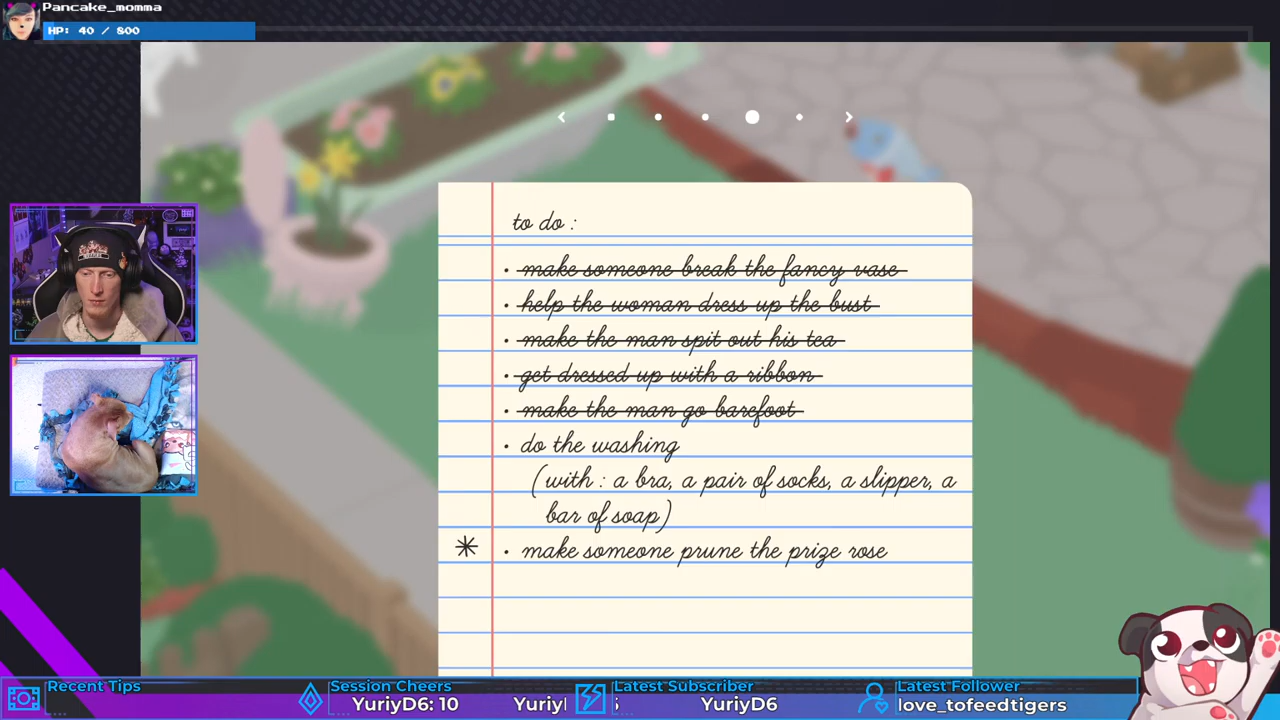 Pancake_momma
HP: 40 / 800
to do :
• make someone break the fancy vase
• help the woman dress up the bust
• make the man spit out his tea
• get dressed up with a ribbon
• make the man go barefoot
• do the washing
(with : a bra, a pair of socks, a slipper, a
bar of soap)
* • make someone prune the prize rose
Recent Tips
Session Cheers
YuriyD6: 10
Latest Subscriber
YuriyD6
Latest Follower
love_tofeedtigers